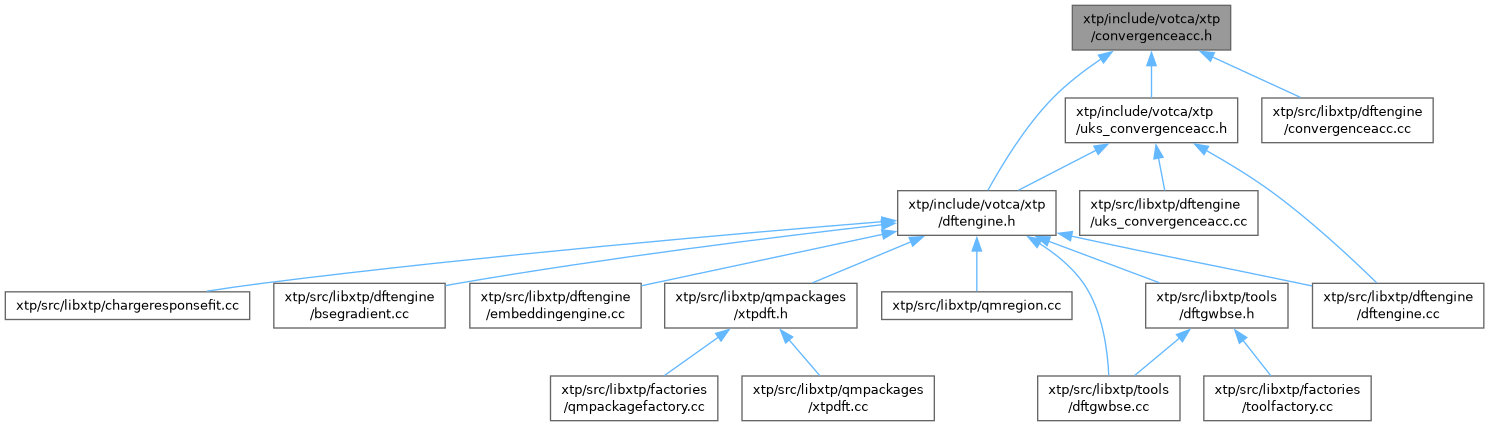 xtp/include/votca/xtp
/convergenceacc.h
xtp/include/votca/xtp
/uks_convergenceacc.h
xtp/src/libxtp/dftengine
/convergenceacc.cc
xtp/include/votca/xtp
/dftengine.h
xtp/src/libxtp/dftengine
/uks_convergenceacc.cc
xtp/src/libxtp/chargeresponsefit.cc
xtp/src/libxtp/dftengine
/bsegradient.cc
xtp/src/libxtp/dftengine
/embeddingengine.cc
xtp/src/libxtp/qmpackages
/xtpdft.h
xtp/src/libxtp/qmregion.cc
xtp/src/libxtp/tools
/dftgwbse.h
xtp/src/libxtp/dftengine
/dftengine.cc
xtp/src/libxtp/factories
/qmpackagefactory.cc
xtp/src/libxtp/qmpackages
/xtpdft.cc
xtp/src/libxtp/tools
/dftgwbse.cc
xtp/src/libxtp/factories
/toolfactory.cc